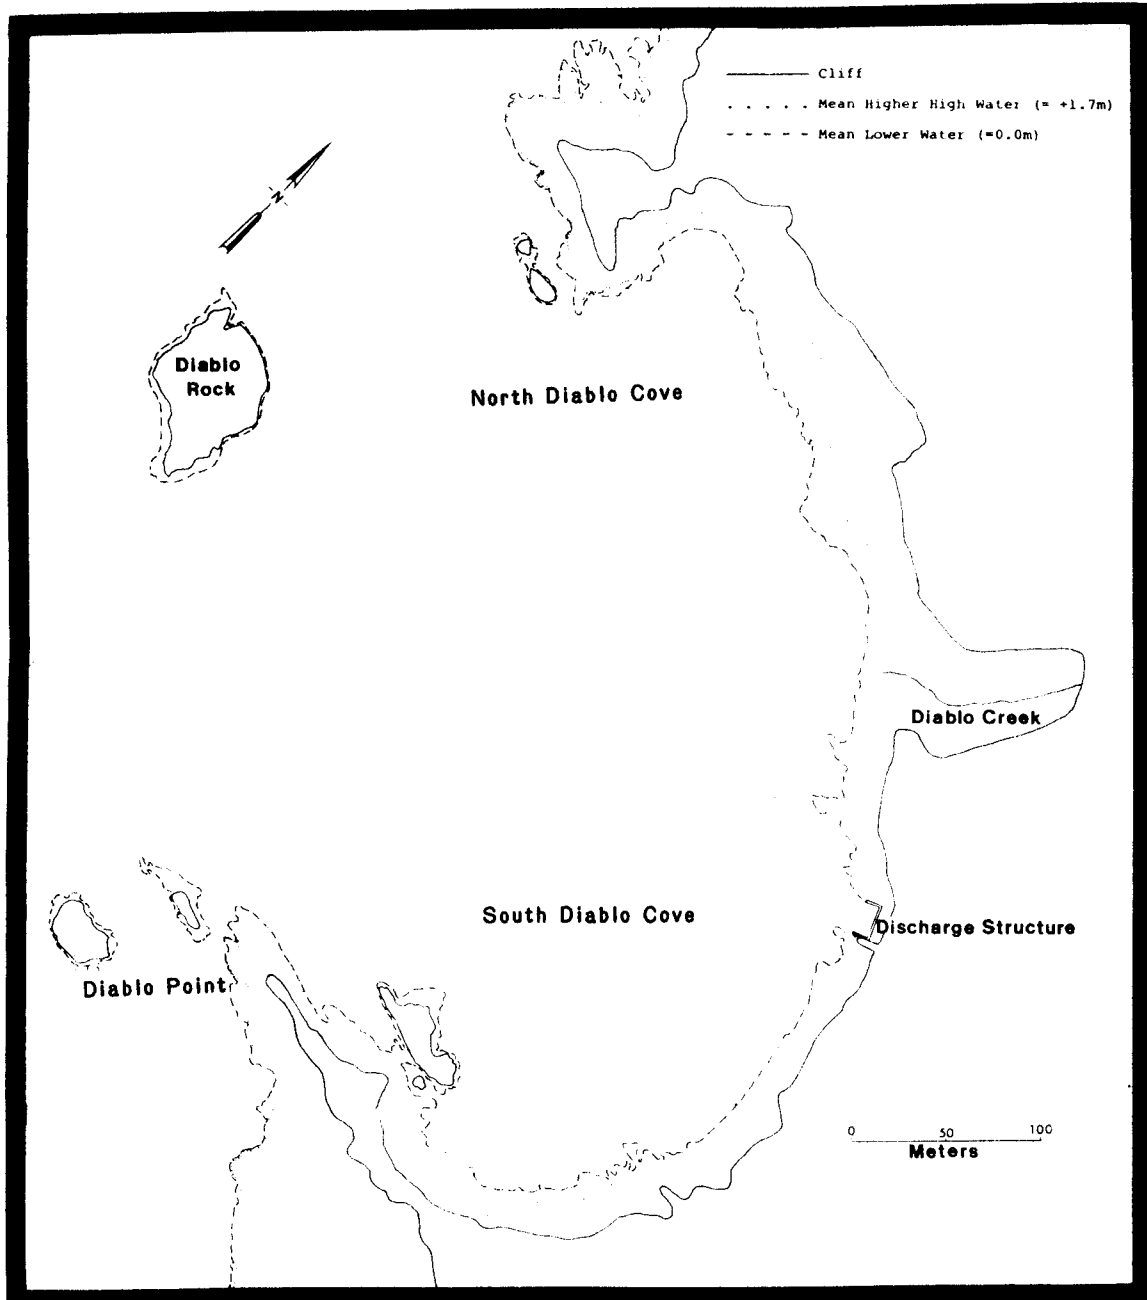 Cliff
Mean Higher High Water (= +1.7m)
Mean Lower Water (=0.0m)
N
Diablo
Rock
North Diablo Cove
Diablo Creek
South Diablo Cove
Discharge Structure
Diablo Point
0 50 100
Meters